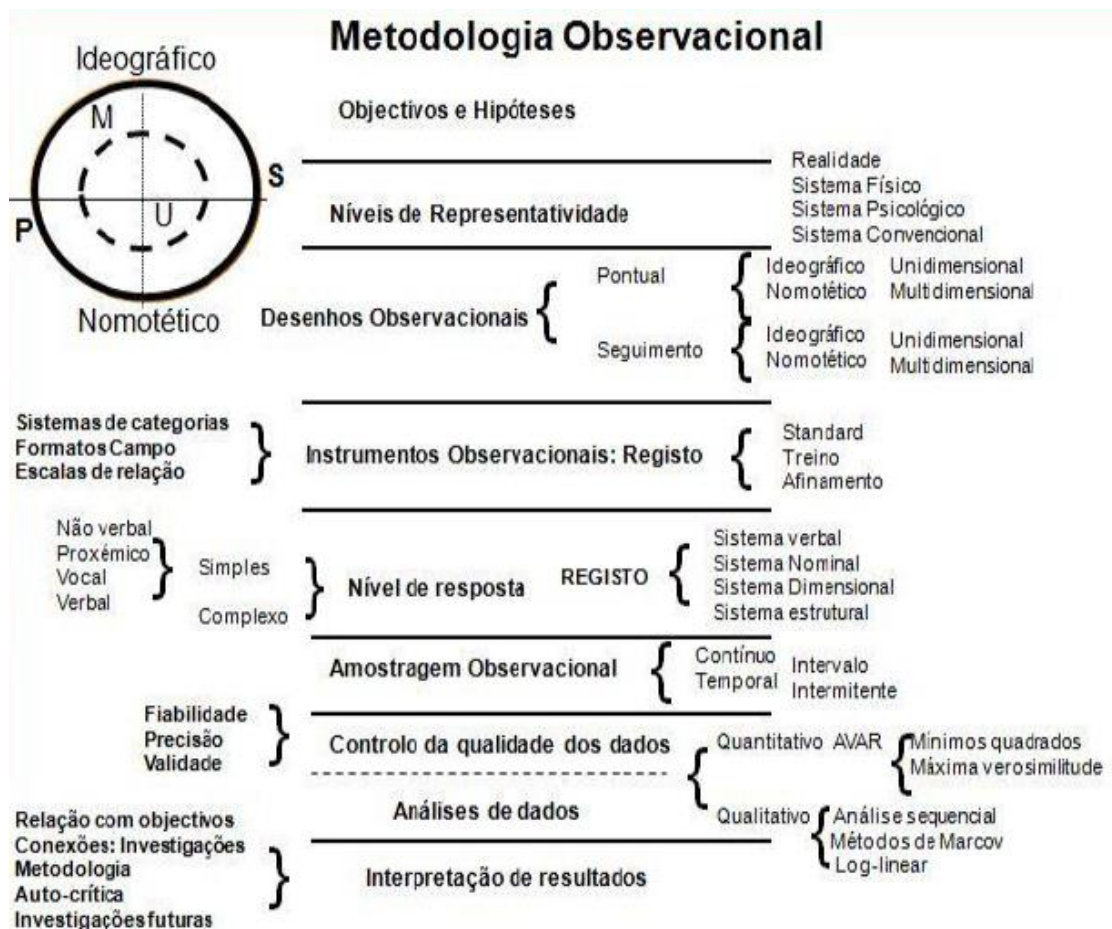 Metodologia Observacional
Ideográfico
M
S
U
P
Nomotético
Objectivos e Hipóteses
Níveis de Representatividade
Realidade
Sistema Físico
Sistema Psicológico
Sistema Convencional
Desenhos Observacionais
Pontual
Ideográfico Unidimensional
Nomotético Multidimensional
Seguimento
Ideográfico Unidimensional
Nomotético Multidimensional
Sistemas de categorias
Formatos Campo
Escalas de relação
Instrumentos Observacionais: Registo
Standard
Treino
Afinamento
Não verbal
Proxémico
Vocal
Verbal
Simples
Complexo
Nível de resposta
REGISTO
Sistema verbal
Sistema Nominal
Sistema Dimensional
Sistema estrutural
Amostragem Observacional
Contínuo
Temporal
Intervalo
Intermitente
Fiabilidade
Precisão
Validade
Controlo da qualidade dos dados
Quantitativo AVAR
Mínimos quadrados
Máxima verosimilitude
Análises de dados
Qualitativo
Análise sequencial
Métodos de Marcov
Log-linear
Relação com objectivos
Conexões: Investigações
Metodologia
Auto-crítica
Investigações futuras
Interpretação de resultados